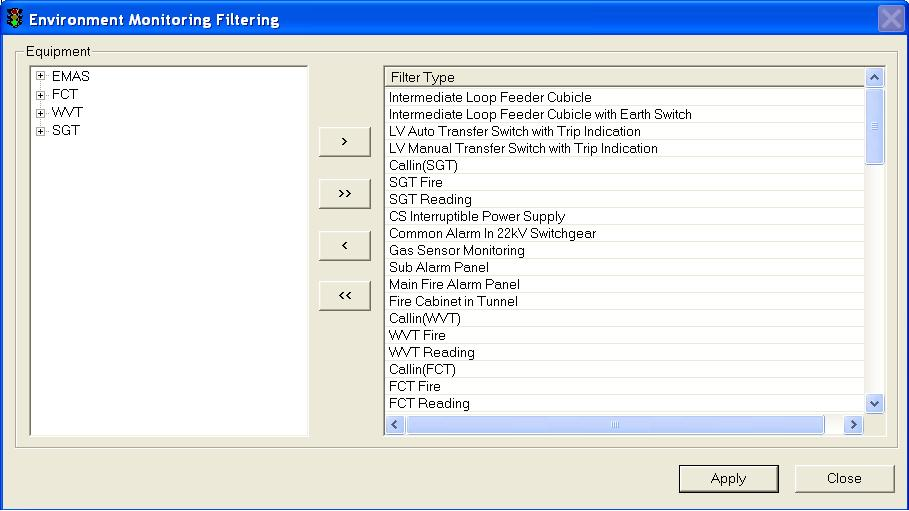 Environment Monitoring Filtering
Equipment
EMAS
FCT
WVT
SGT
>
>>
<
<<
Filter Type
Intermediate Loop Feeder Cubicle
Intermediate Loop Feeder Cubicle with Earth Switch
LV Auto Transfer Switch with Trip Indication
LV Manual Transfer Switch with Trip Indication
Callin(SGT)
SGT Fire
SGT Reading
CS Interruptible Power Supply
Common Alarm In 22kV Switchgear
Gas Sensor Monitoring
Sub Alarm Panel
Main Fire Alarm Panel
Fire Cabinet in Tunnel
Callin(WVT)
WVT Fire
WVT Reading
Callin(FCT)
FCT Fire
FCT Reading
Apply
Close